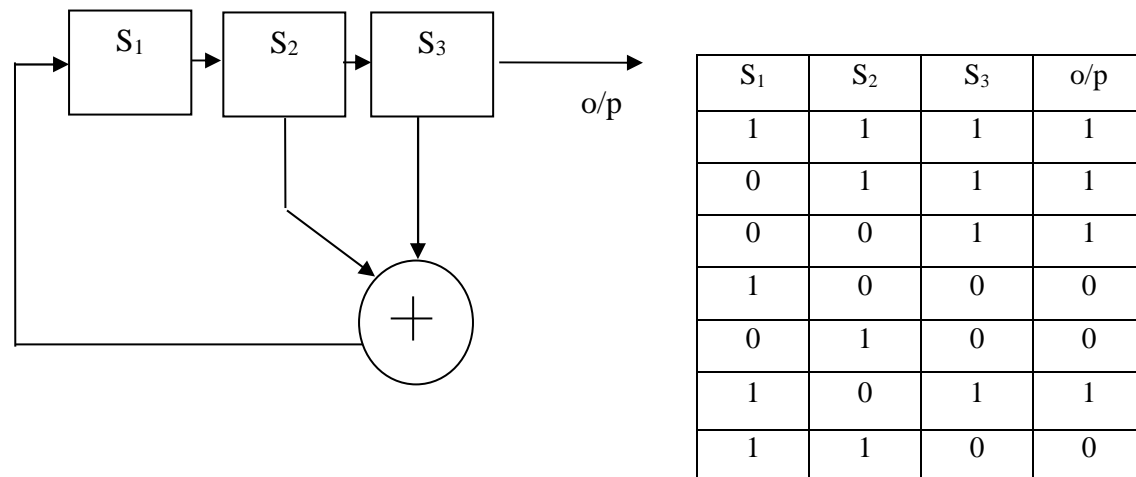 S₁ S₂ S₃
o/p
+
S₁ S₂ S₃ o/p
1 1 1 1
0 1 1 1
0 0 1 1
1 0 0 0
0 1 0 0
1 0 1 1
1 1 0 0